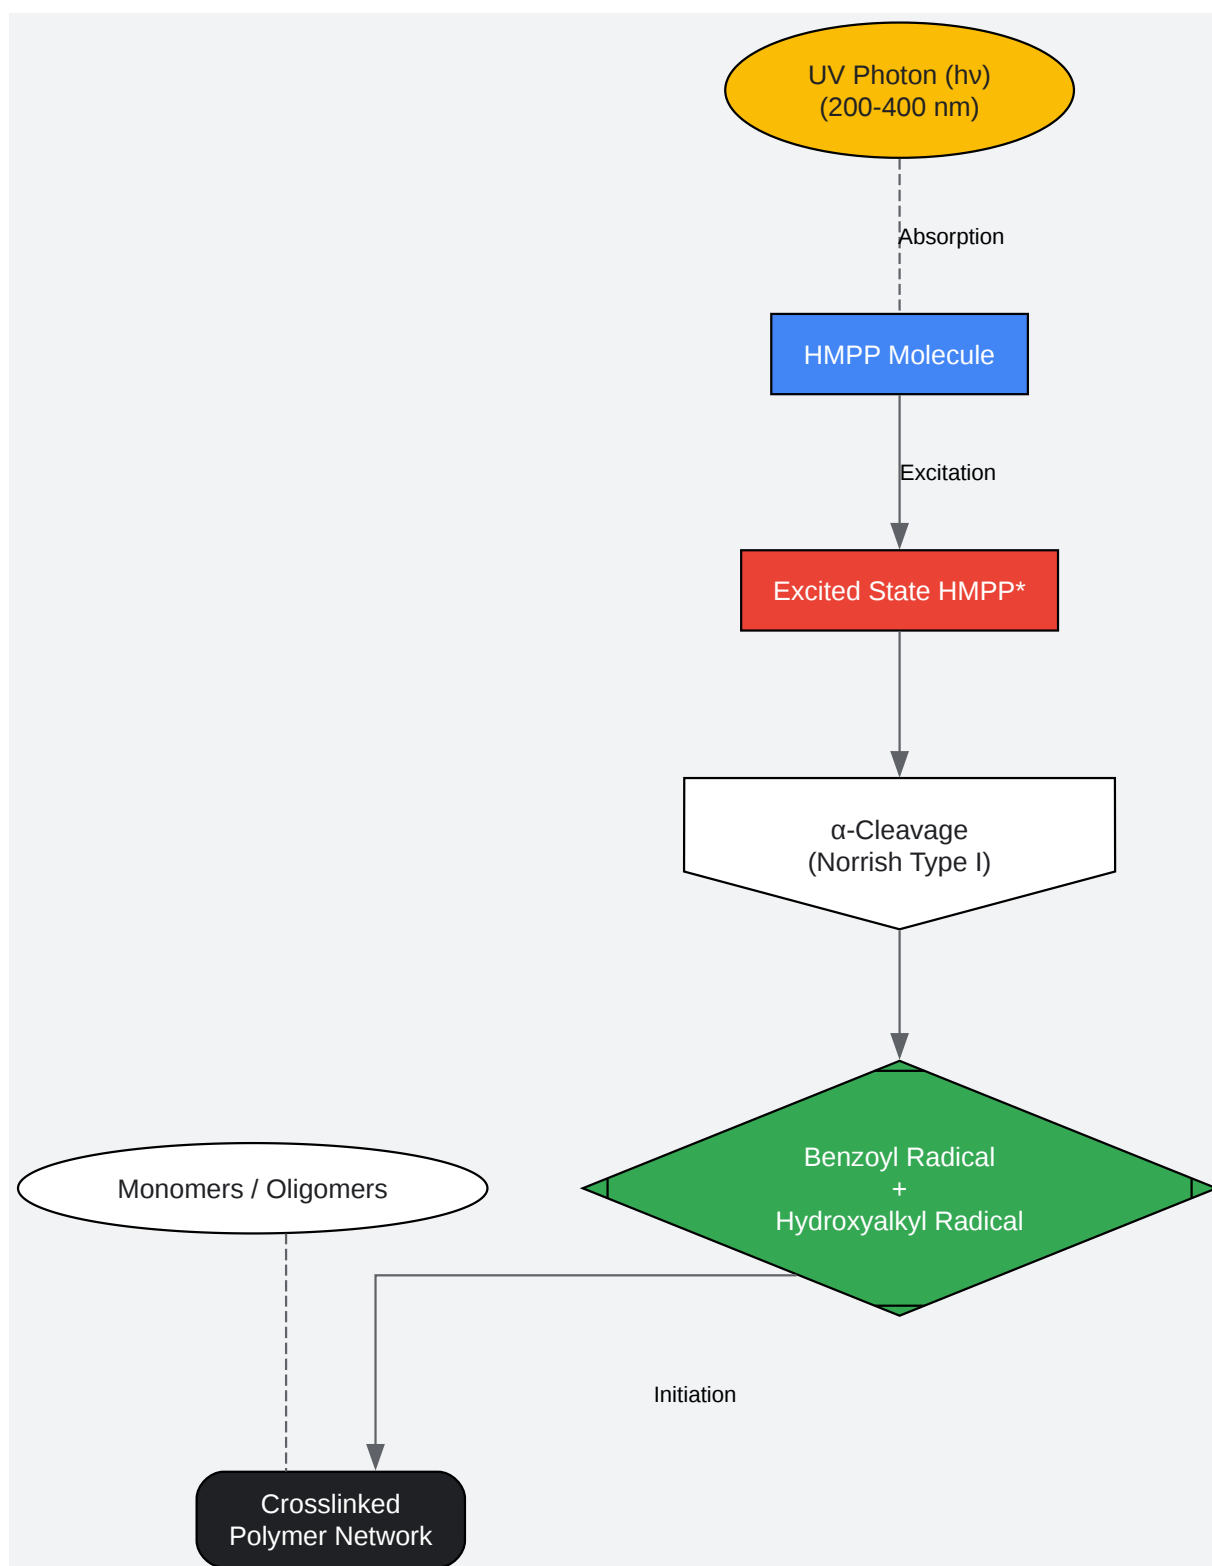 UV Photon (hν)
(200-400 nm)
Absorption
HMPP Molecule
Excitation
Excited State HMPP*
α-Cleavage
(Norrish Type I)
Benzoyl Radical
+
Hydroxyalkyl Radical
Monomers / Oligomers
Initiation
Crosslinked
Polymer Network